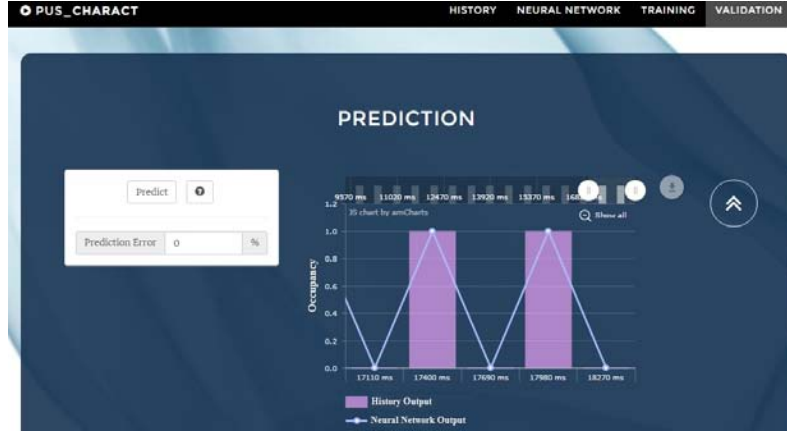 PUS_CHARACT HISTORY NEURAL NETWORK TRAINING VALIDATION
PREDICTION
Predict
Prediction Error 0 %
9570 ms 11020 ms 12470 ms 13920 ms 15370 ms
JS chart by amCharts
Show all
Occupancy
1.2
1.0
0.8
0.6
0.4
0.2
0.0
17110 ms 17400 ms 17690 ms 17980 ms 18270 ms
History Output
Neural Network Output